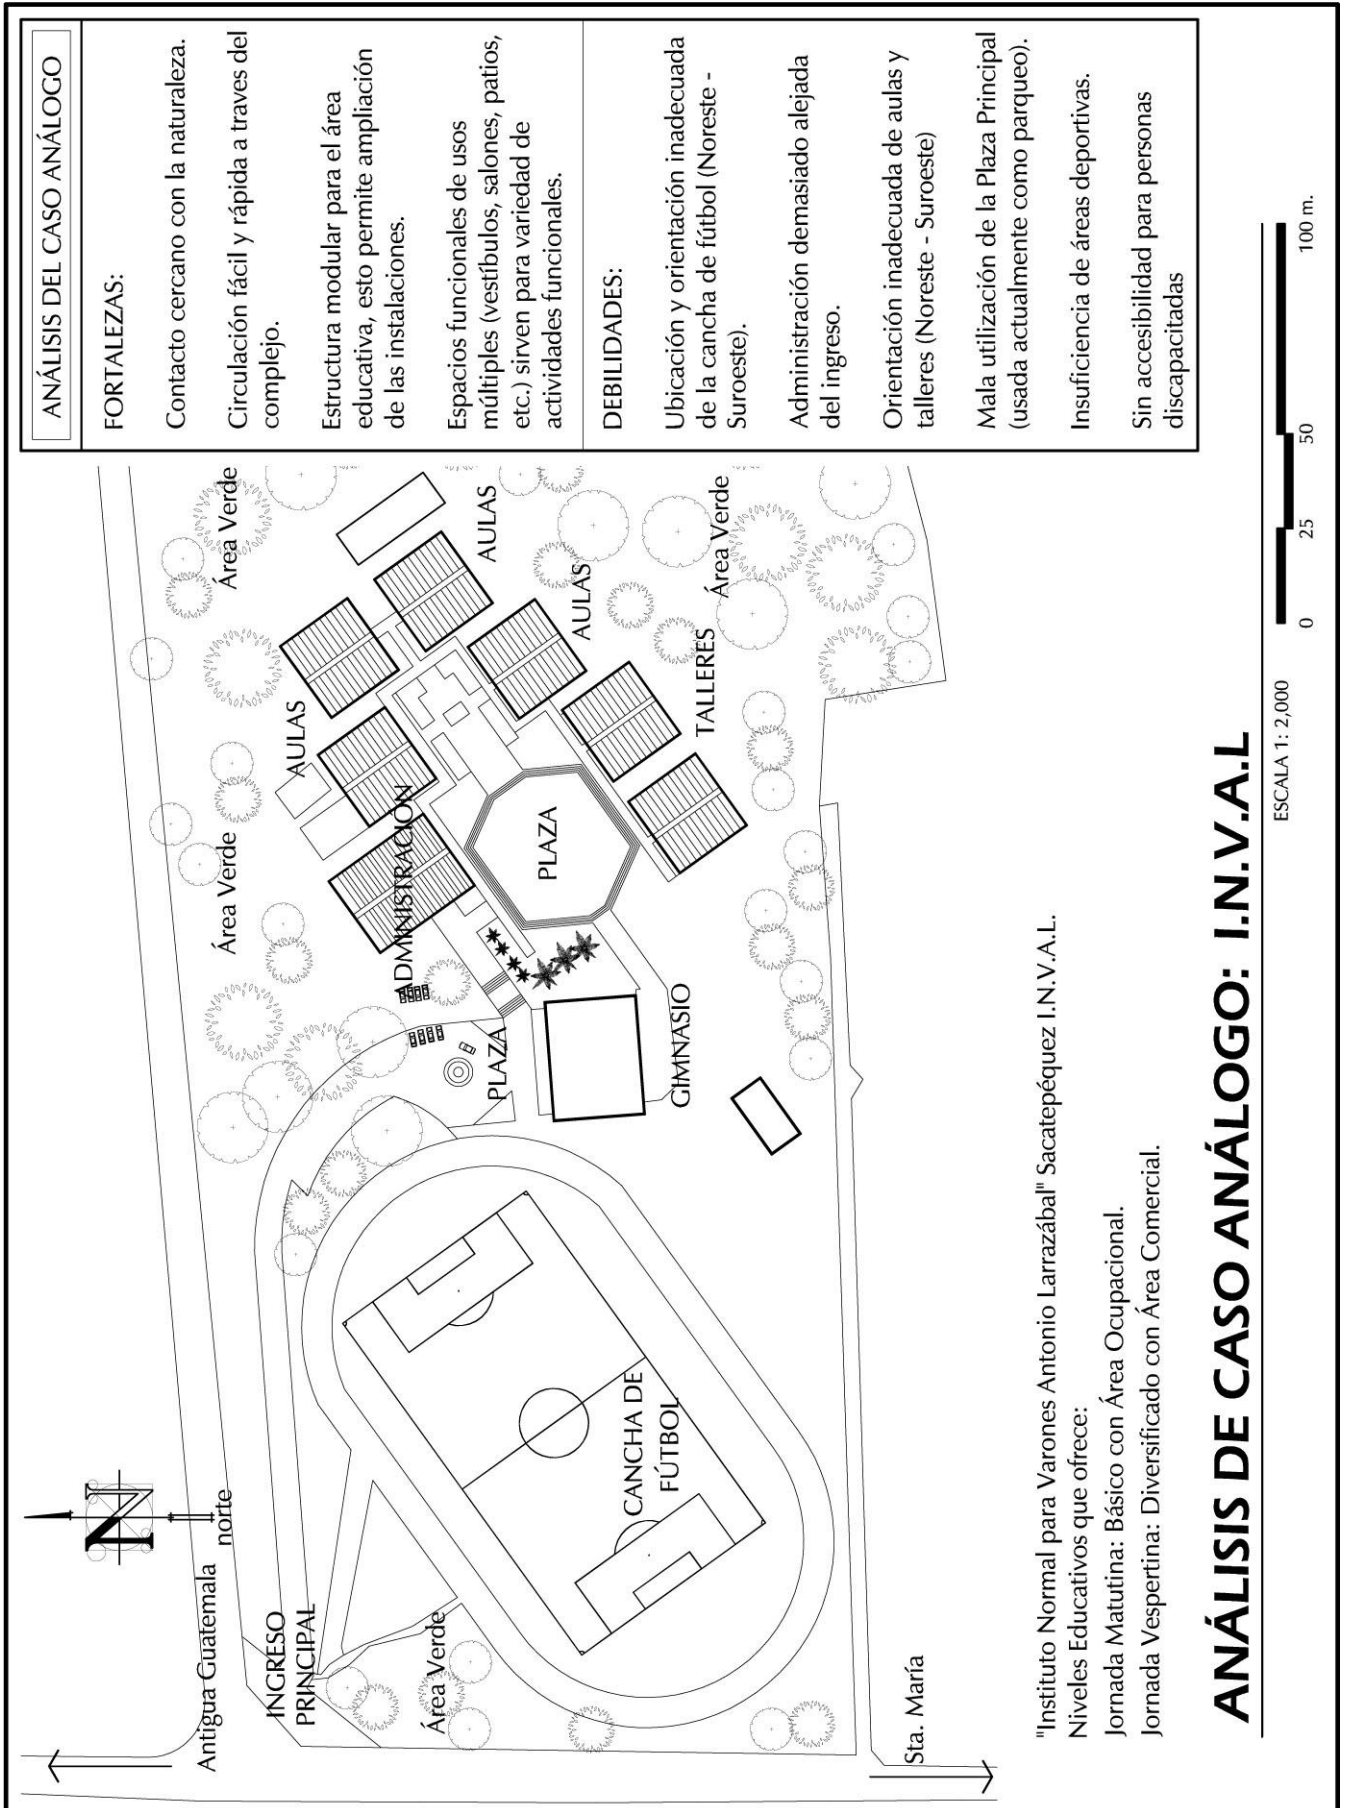 ANÁLISIS DEL CASO ANÁLOGO
FORTALEZAS:
Contacto cercano con la naturaleza.
Circulación fácil y rápida a traves del
complejo.
Estructura modular para el área
educativa, esto permite ampliación
de las instalaciones.
Espacios funcionales de usos
múltiples (vestíbulos, salones, patios,
etc.) sirven para variedad de
actividades funcionales.
DEBILIDADES:
Ubicación y orientación inadecuada
de la cancha de fútbol (Noreste -
Suroeste).
Administración demasiado alejada
del ingreso.
Orientación inadecuada de aulas y
talleres (Noreste - Suroeste)
Mala utilización de la Plaza Principal
(usada actualmente como parqueo).
Insuficiencia de áreas deportivas.
Sin accesibilidad para personas
discapacitadas
N
norte
Antigua Guatemala
INGRESO
PRINCIPAL
Área Verde
Sta. María
CANCHA DE
FÚTBOL
PLAZA
GIMNASIO
Área Verde
ADMINISTRACIÓN
PLAZA
AULAS
Área Verde
AULAS
AULAS
TALLERES
Área Verde
"Instituto Normal para Varones Antonio Larrazábal" Sacatepéquez I.N.V.A.L.
Niveles Educativos que ofrece:
Jornada Matutina: Básico con Área Ocupacional.
Jornada Vespertina: Diversificado con Área Comercial.
ANÁLISIS DE CASO ANÁLOGO: I.N.V.A.L
ESCALA 1: 2,000
0 25 50 100 m.